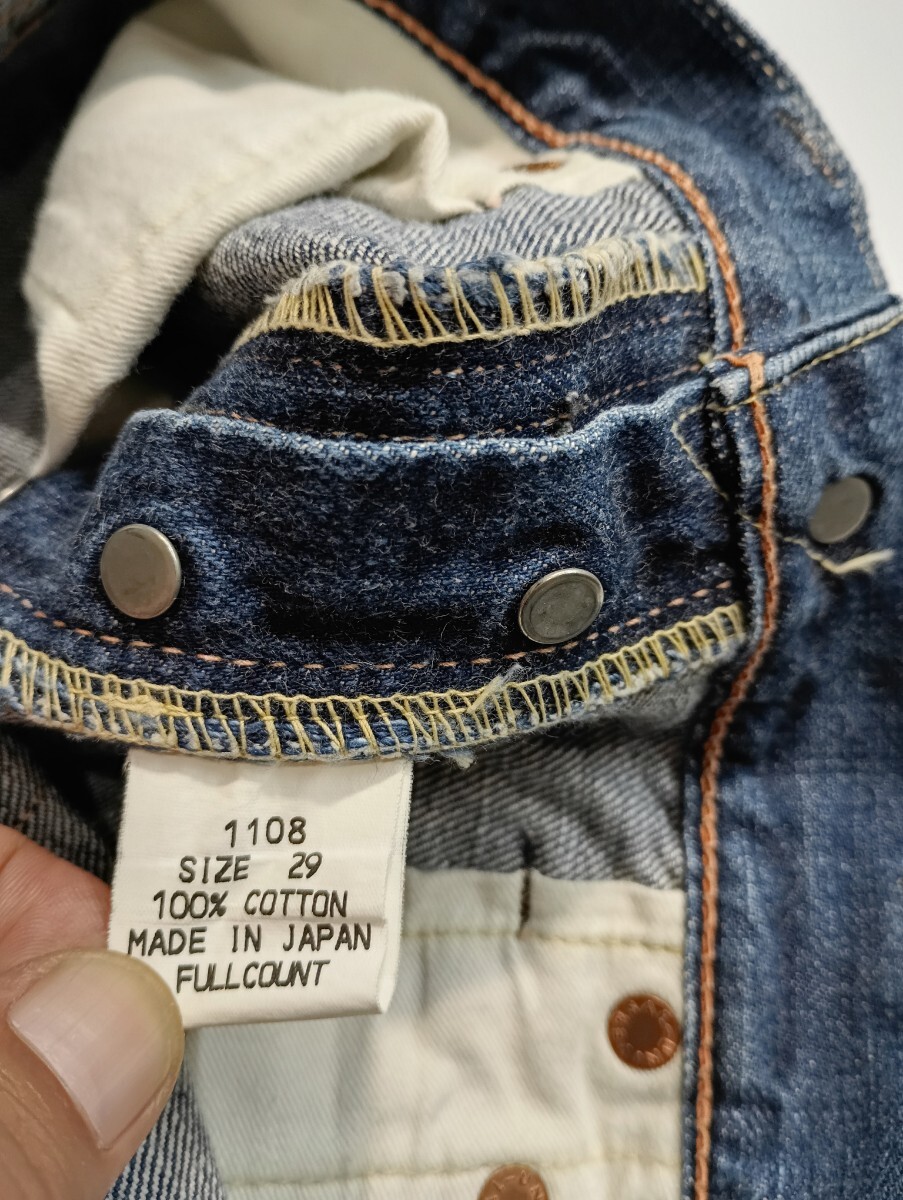 1108
SIZE 29
100% COTTON
MADE IN JAPAN
FULLCOUNT